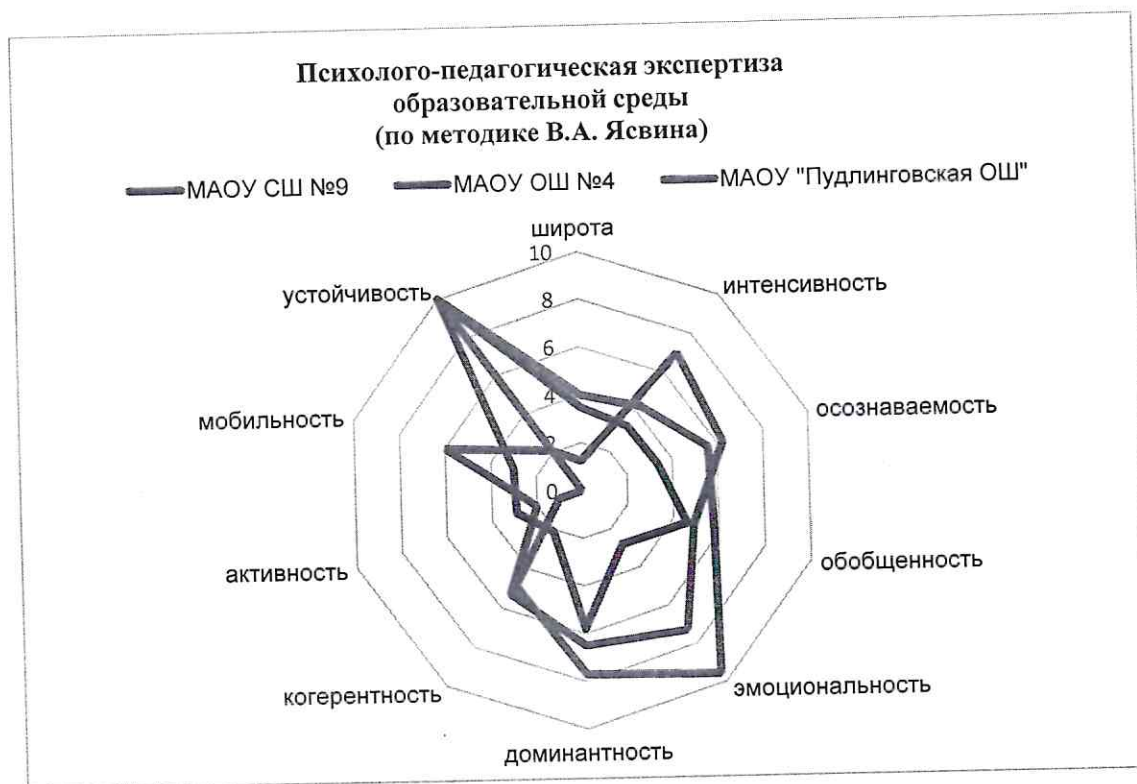 Психолого-педагогическая экспертиза
образовательной среды
(по методике В.А. Ясвина)
МАОУ СШ №9 МАОУ ОШ №4 МАОУ "Пудлинговская ОШ"
широта
интенсивность
осознаваемость
обобщенность
эмоциональность
доминантность
когерентность
активность
мобильность
устойчивость
10
8
6
4
2
0